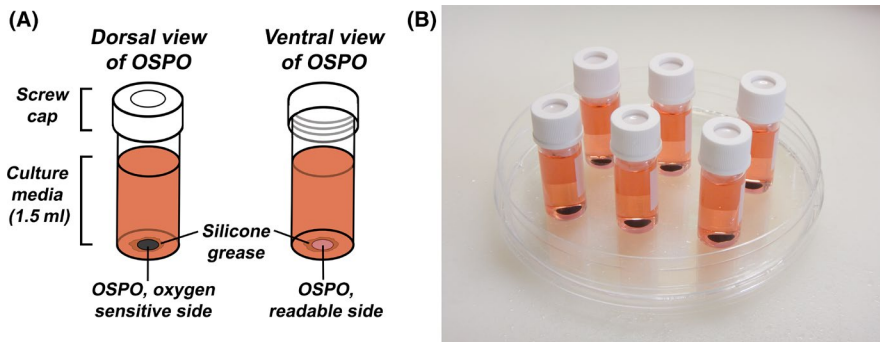 (A)
Dorsal view
of OSPO
Ventral view
of OSPO
Screw
cap
Culture
media
(1.5 ml)
Silicone
grease
OSPO, oxygen
sensitive side
OSPO,
readable side
(B)